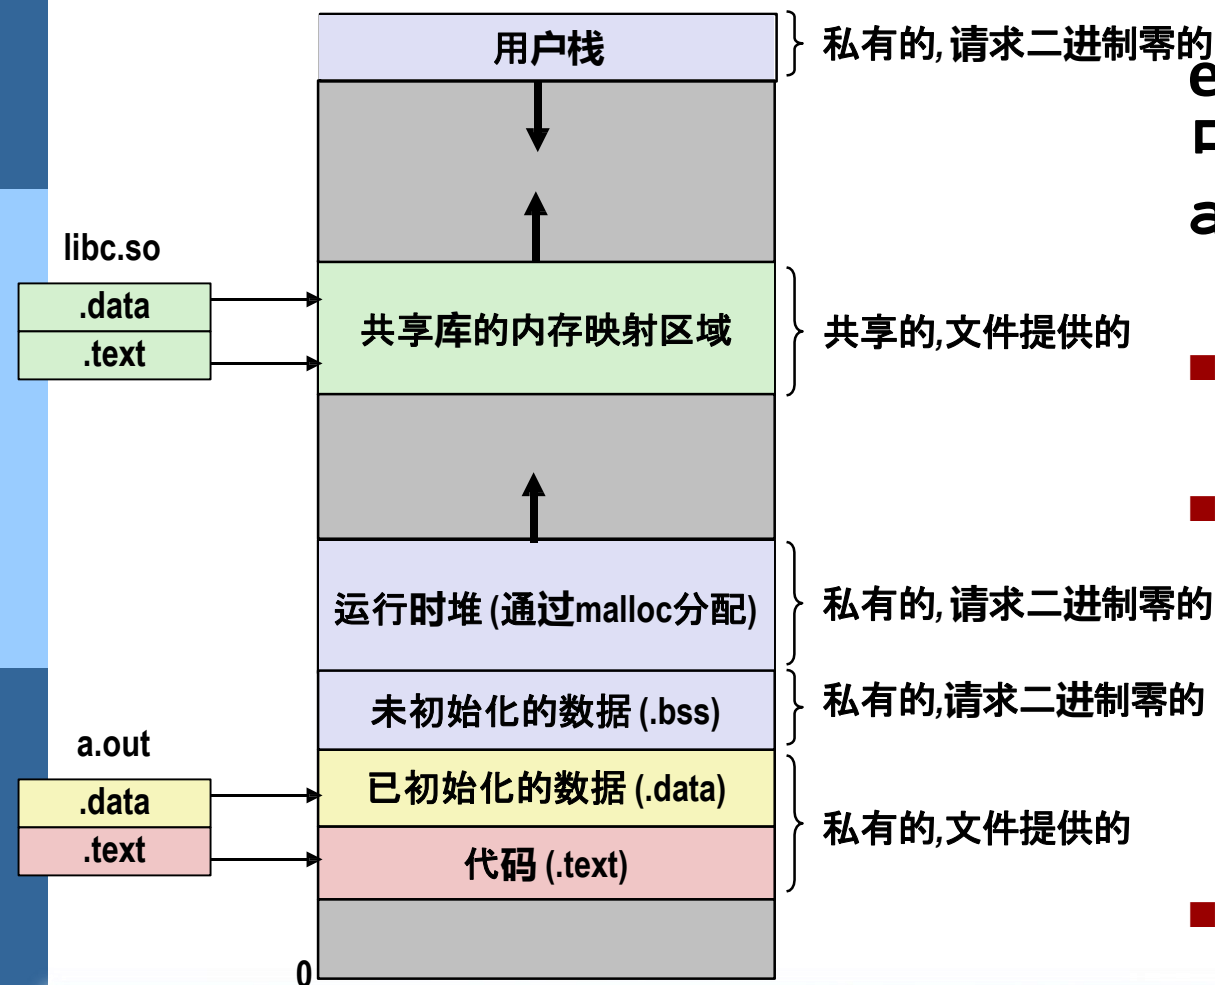 用户栈
私有的, 请求二进制零的
libc.so
.data
.text
共享库的内存映射区域
共享的,文件提供的
运行时堆 (通过malloc分配)
私有的, 请求二进制零的
未初始化的数据 (.bss)
私有的,请求二进制零的
a.out
.data
.text
已初始化的数据 (.data)
代码 (.text)
私有的,文件提供的
0